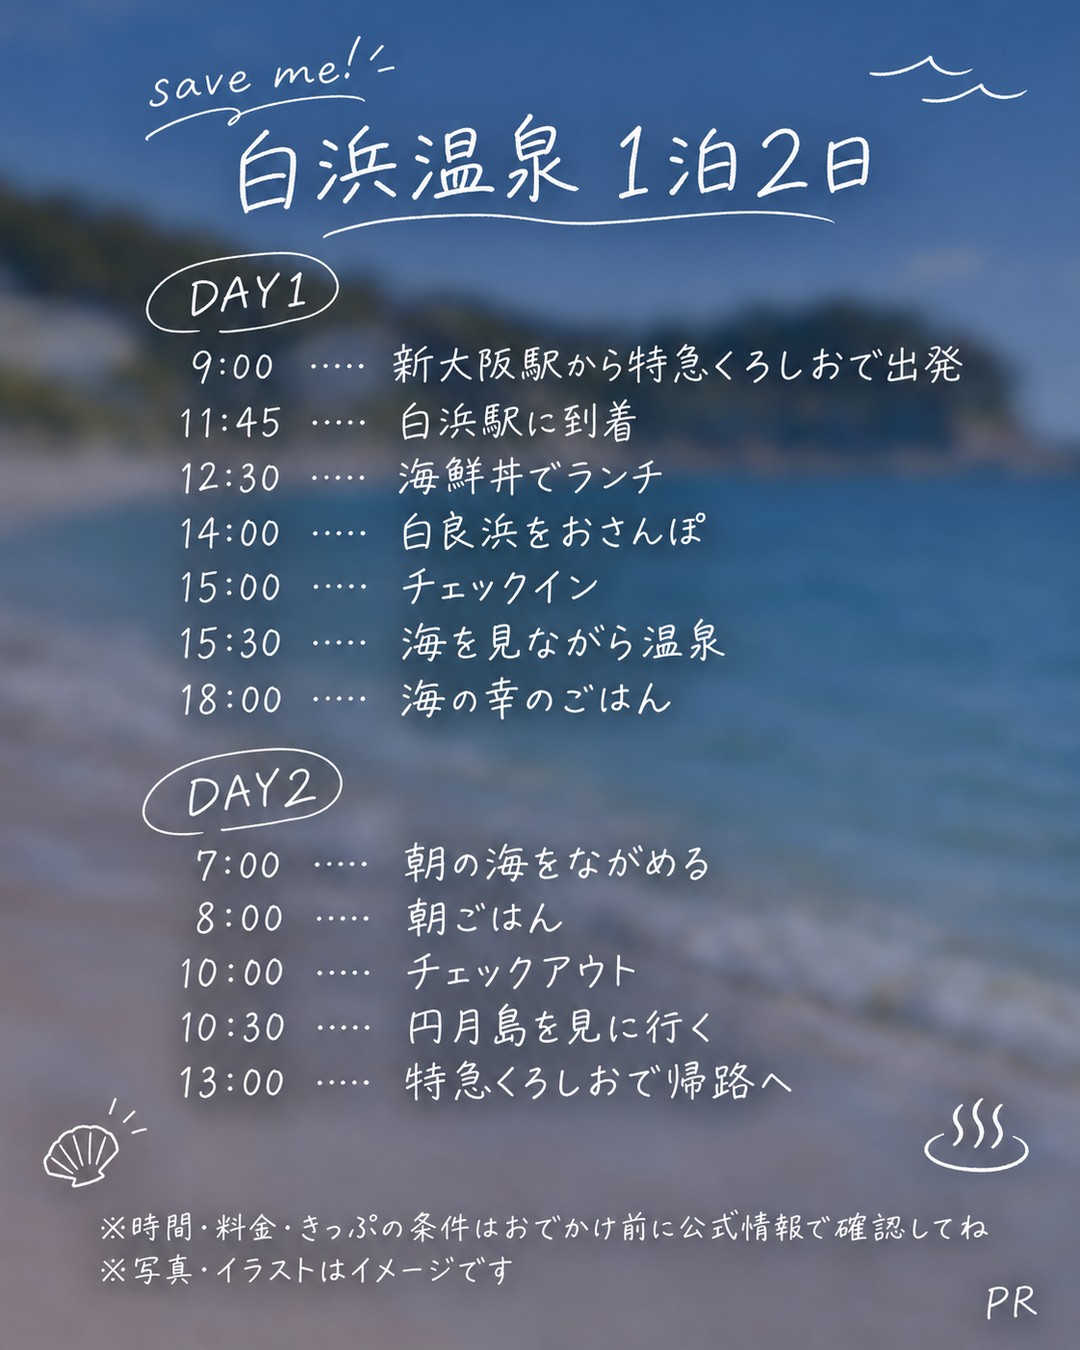 save me!
白浜温泉 1泊2日
DAY1
9:00 ····· 新大阪駅から特急くろしおで出発
11:45 ····· 白浜駅に到着
12:30 ····· 海鮮丼でランチ
14:00 ····· 白良浜をおさんぽ
15:00 ····· チェックイン
15:30 ····· 海を見ながら温泉
18:00 ····· 海の幸のごはん
DAY2
7:00 ····· 朝の海をながめる
8:00 ····· 朝ごはん
10:00 ····· チェックアウト
10:30 ····· 円月島を見に行く
13:00 ····· 特急くろしおで帰路へ
※時間・料金・きっぷの条件はおでかけ前に公式情報で確認してね
※写真・イラストはイメージです
PR